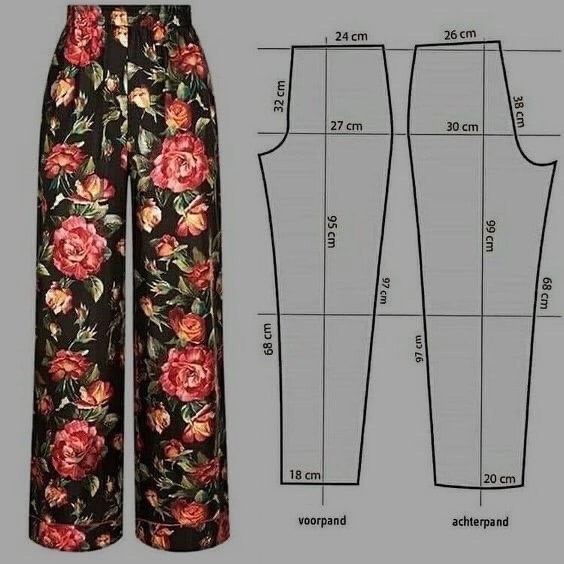 24 cm
26 cm
32 cm
38 cm
27 cm
30 cm
95 cm
99 cm
97 cm
68 cm
68 cm
97 cm
18 cm
20 cm
voorpand
achterpand